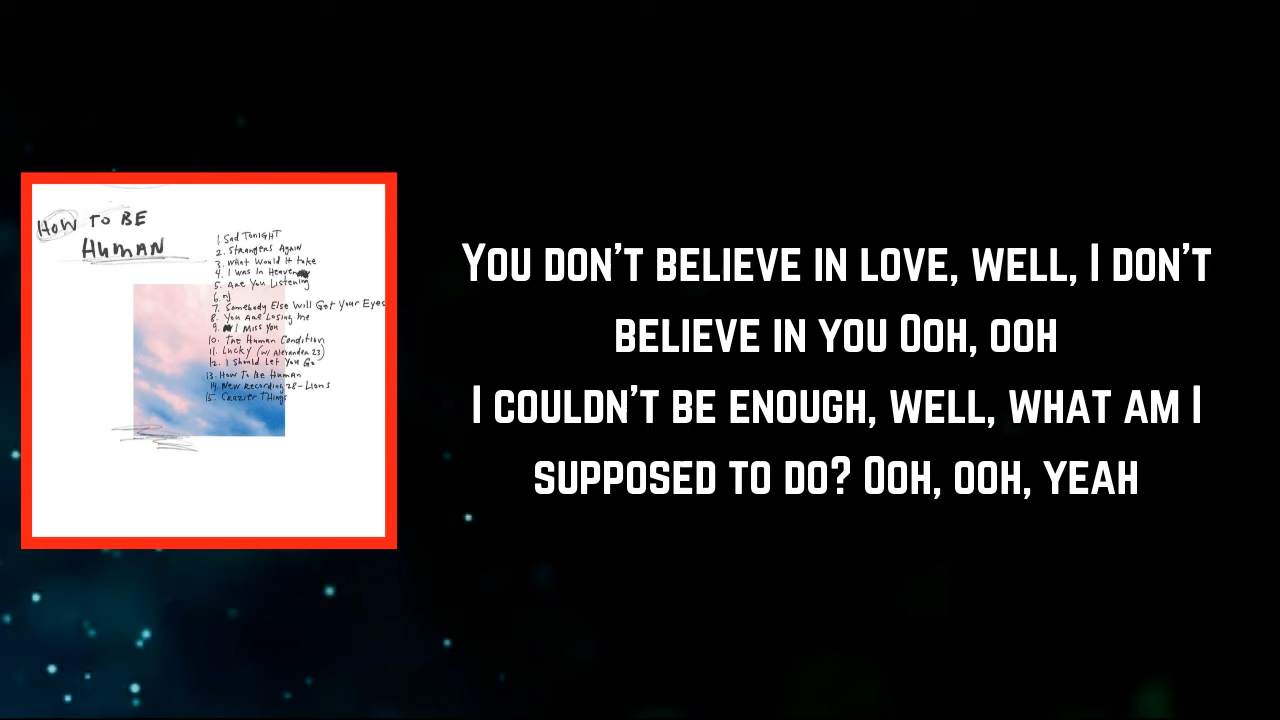 HOW TO BE
HUMAN
1. Sad TONIGHT
2. Strangers Again
3. What Would It take
4. I Was In Heaven
5. Are You Listening
6. nJ
7. Somebody Else Will Get Your Eyes
8. You Are Losing Me
9. I Miss You
10. The Human Condition
11. Lucky (w/ Alexander 23)
12. I Should Let You Go
13. How To Be Human
14. New Recording 28 - Lions
15. Crazier THings
YOU DON'T BELIEVE IN LOVE, WELL, I DON'T
BELIEVE IN YOU OOH, OOH
I COULDN'T BE ENOUGH, WELL, WHAT AM I
SUPPOSED TO DO? OOH, OOH, YEAH